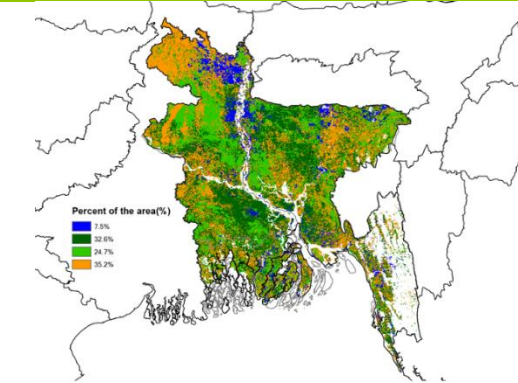 Percent of the area(%)
7.5%
32.6%
24.7%
35.2%